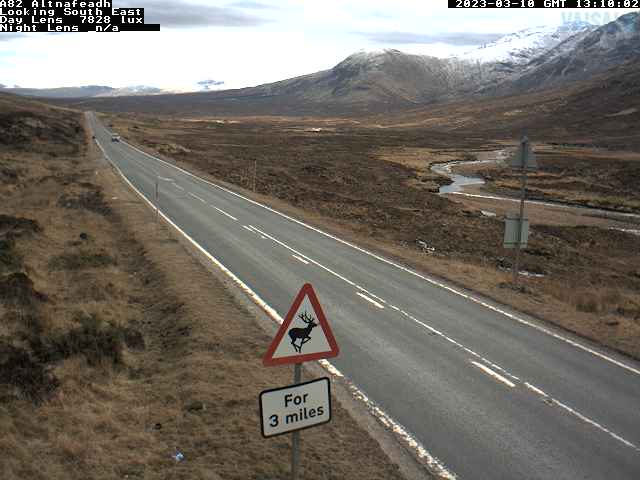 A82 Altnafeadh
Looking South East
Day Lens 7828 lux
Night Lens n/a
2023-03-10 GMT 13:10:02
VAISALA
For
3 miles